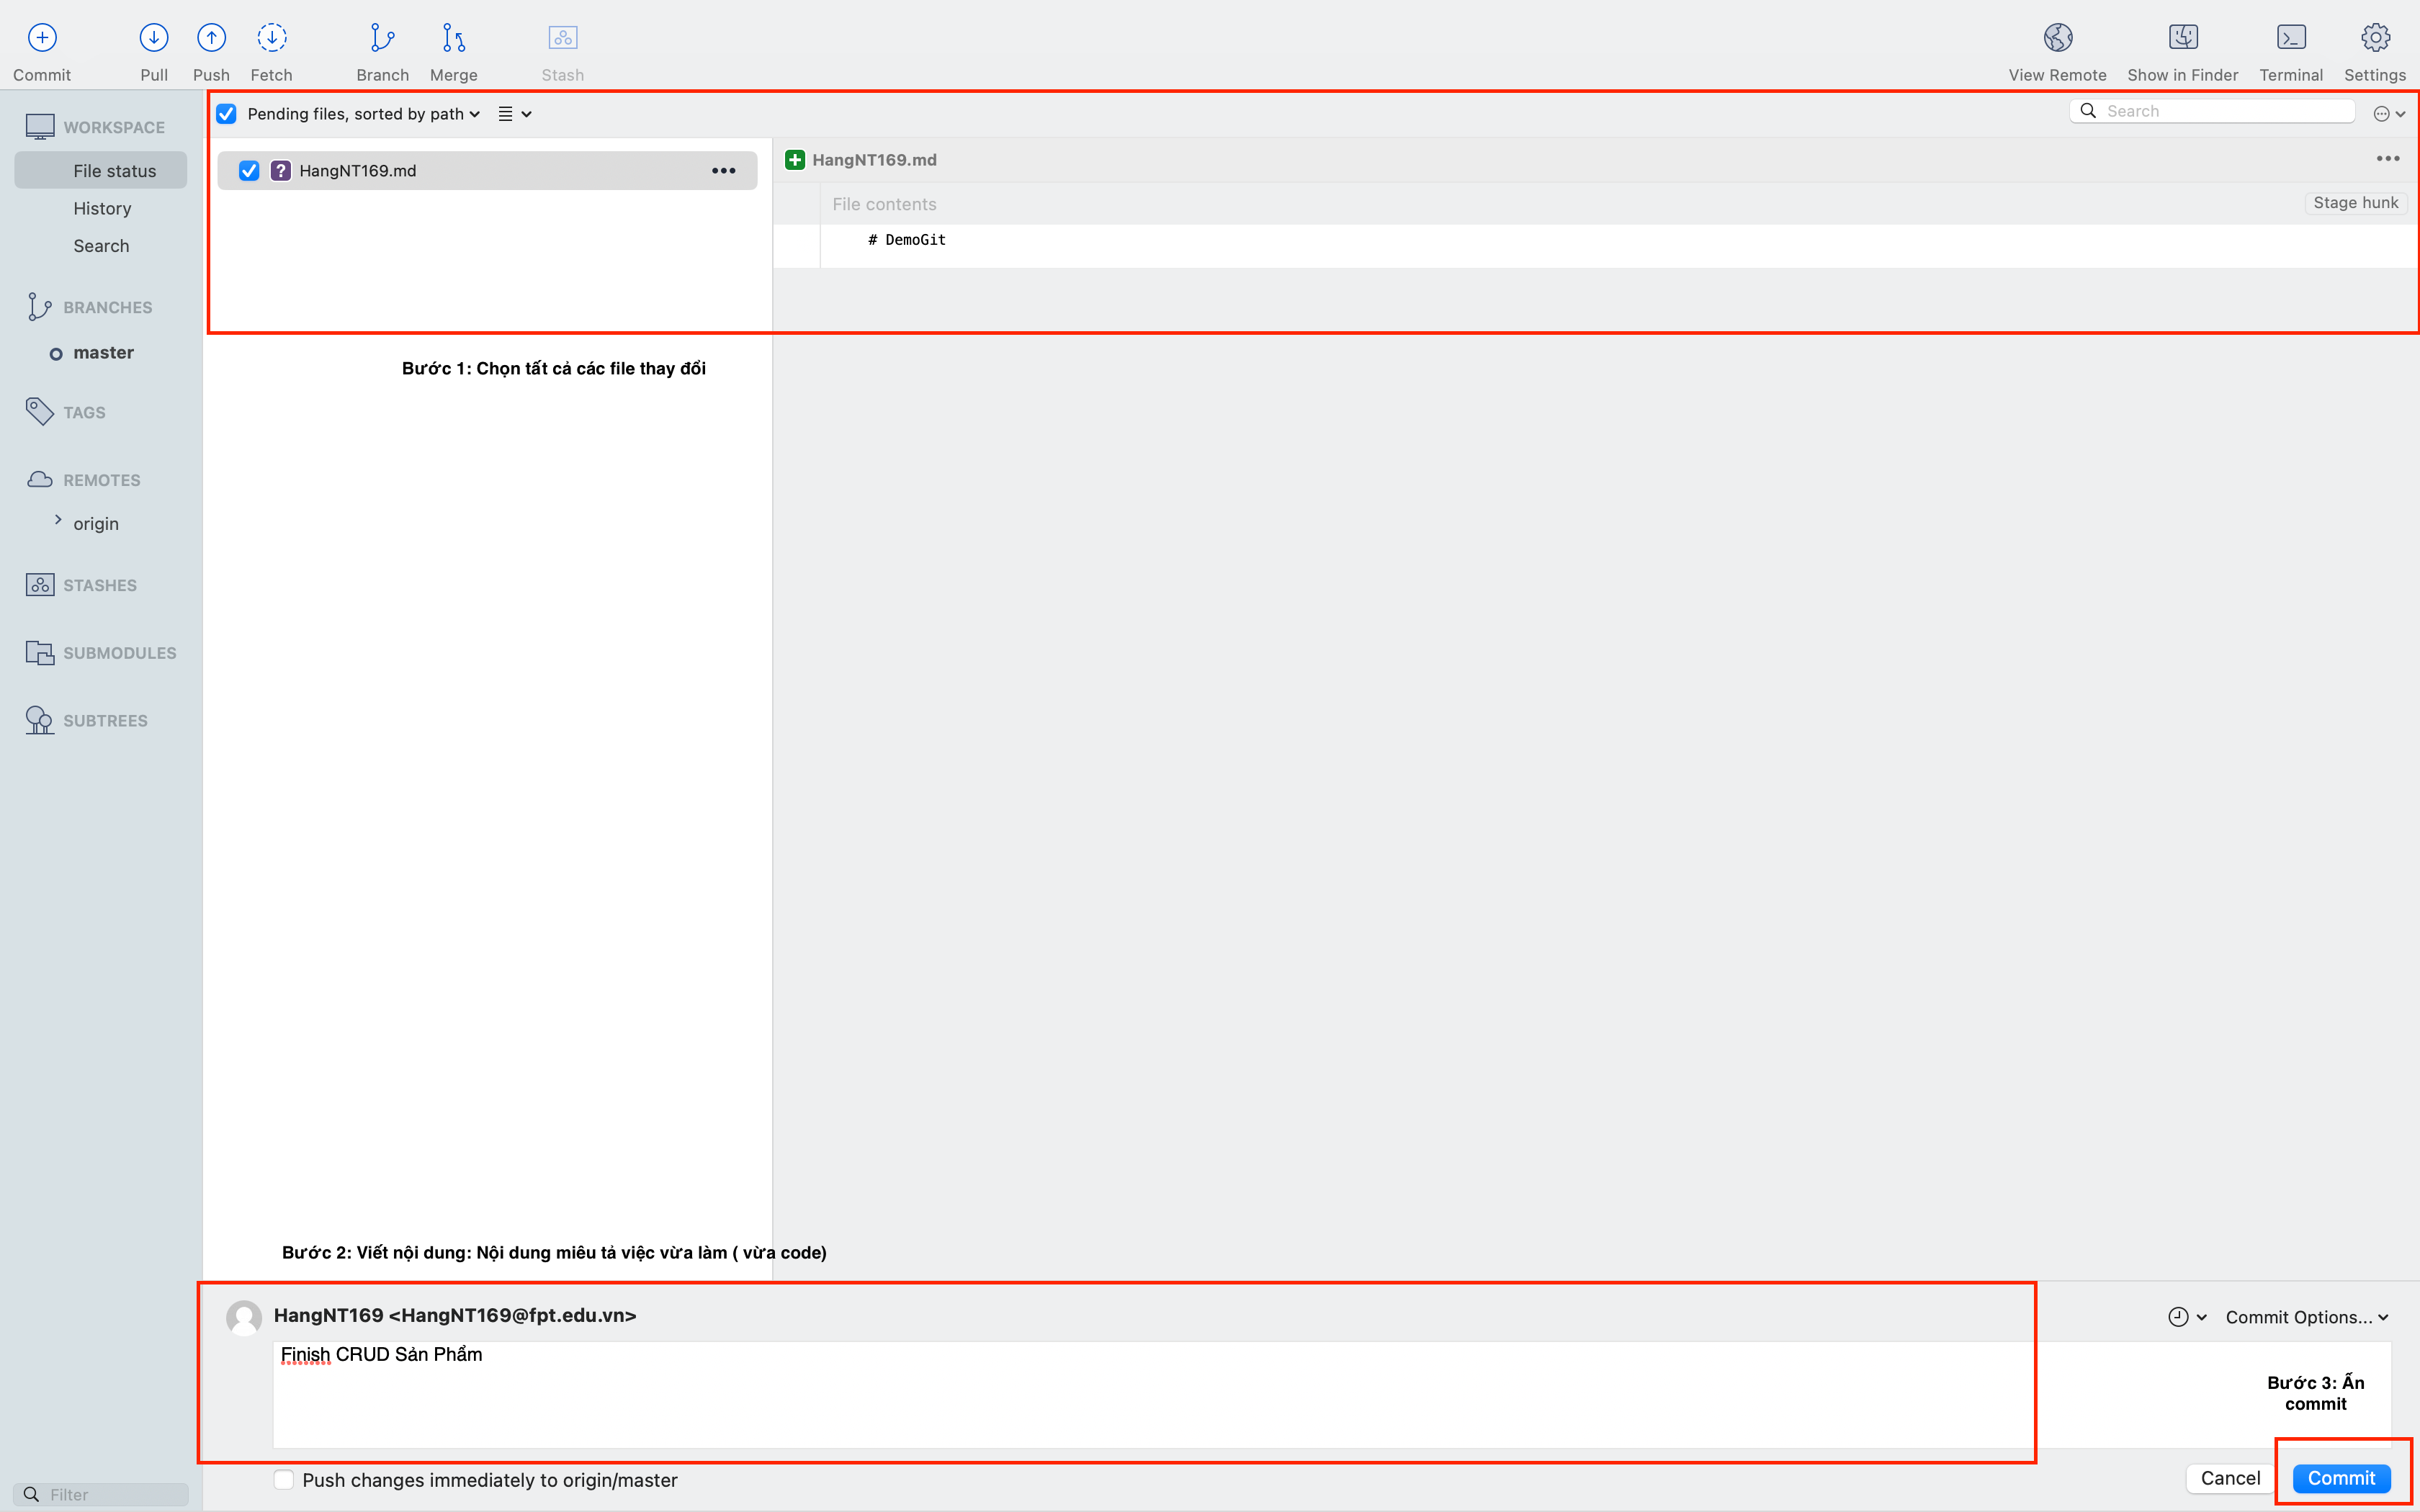 Commit
Pull
Push
Fetch
Branch
Merge
Stash
View Remote
Show in Finder
Terminal
Settings
WORKSPACE
File status
History
Search
BRANCHES
master
TAGS
REMOTES
origin
STASHES
SUBMODULES
SUBTREES
Filter
Pending files, sorted by path
Search
HangNT169.md
HangNT169.md
File contents
Stage hunk
# DemoGit
Bước 1: Chọn tất cả các file thay đổi
Bước 2: Viết nội dung: Nội dung miêu tả việc vừa làm ( vừa code)
HangNT169 <HangNT169@fpt.edu.vn>
Commit Options...
Finish CRUD Sản Phẩm
Bước 3: Ấn
commit
Push changes immediately to origin/master
Cancel
Commit